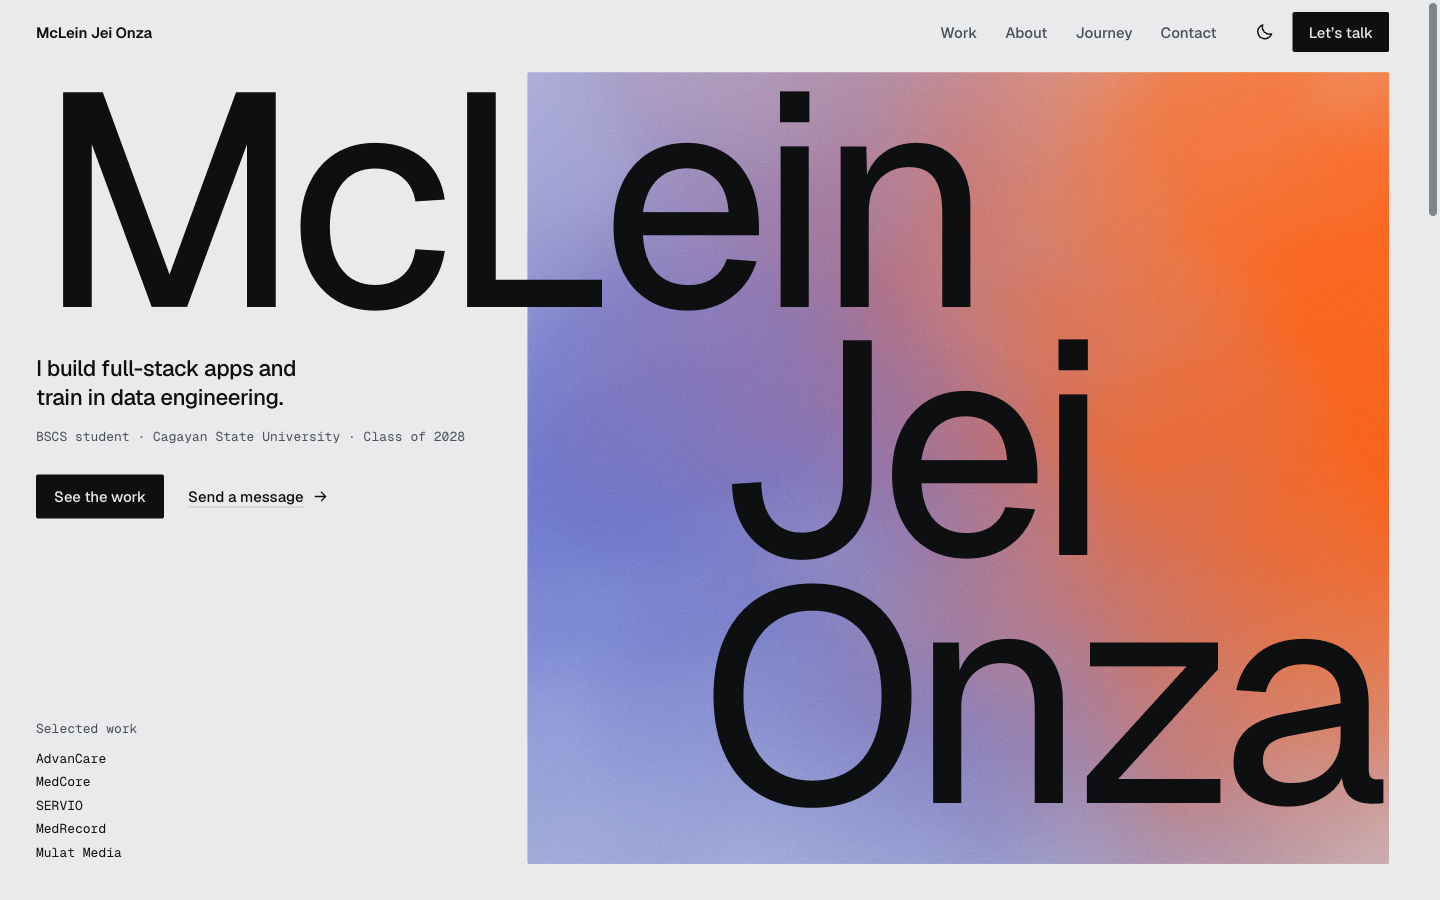 McLein Jei Onza
Work
About
Journey
Contact
Let's talk
McLein
Jei
Onza
I build full-stack apps and
train in data engineering.
BSCS student · Cagayan State University · Class of 2028
See the work
Send a message →
Selected work
AdvanCare
MedCore
SERVIO
MedRecord
Mulat Media